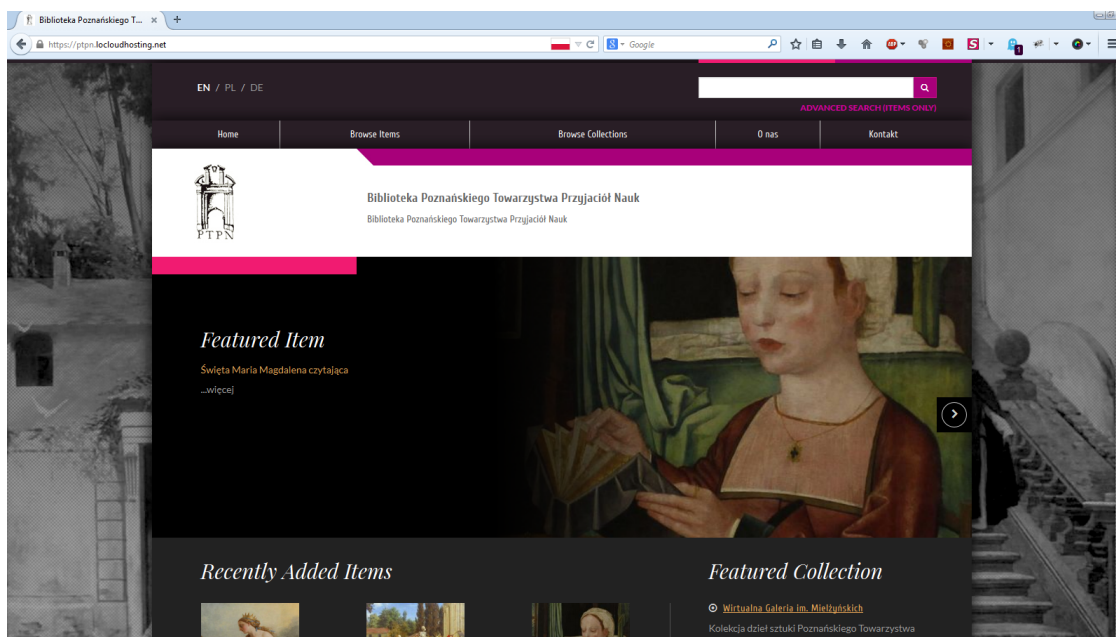 Biblioteka Poznańskiego T...
https://ptpn.locloudhosting.net
Google
ABP
S
1
EN / PL / DE
ADVANCED SEARCH (ITEMS ONLY)
Home
Browse Items
Browse Collections
O nas
Kontakt
PTPN
Biblioteka Poznańskiego Towarzystwa Przyjaciół Nauk
Biblioteka Poznańskiego Towarzystwa Przyjaciół Nauk
Featured Item
Święta Maria Magdalena czytająca
...więcej
Recently Added Items
Featured Collection
Wirtualna Galeria im. Mielżyńskich
Kolekcja dzieł sztuki Poznańskiego Towarzystwa